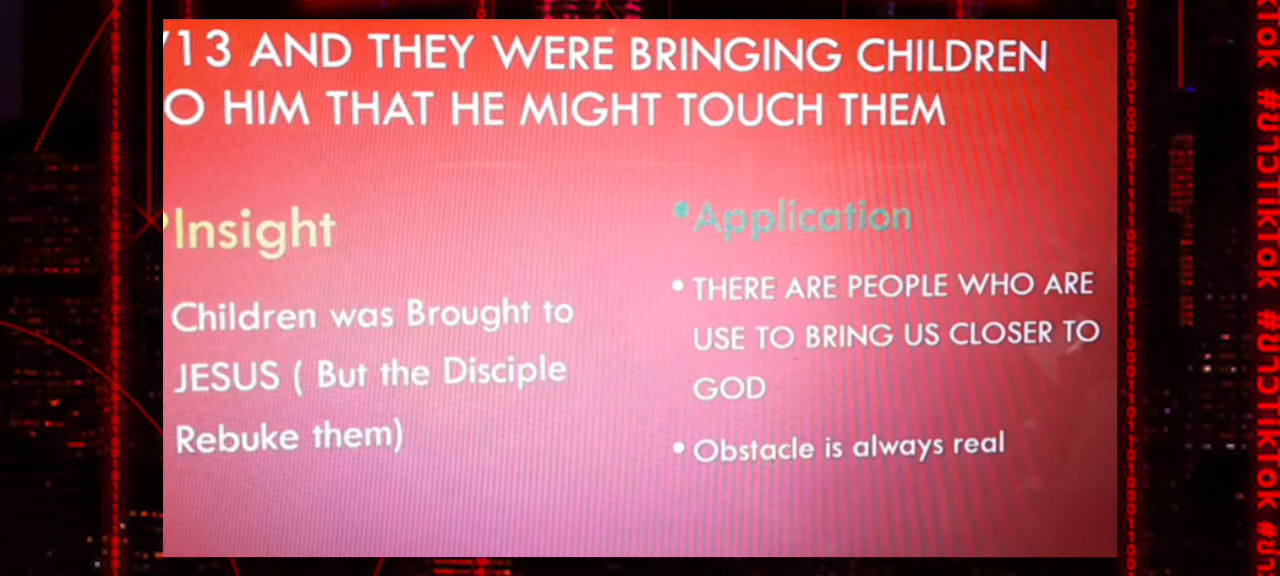 /13 AND THEY WERE BRINGING CHILDREN
O HIM THAT HE MIGHT TOUCH THEM
Insight
Children was Brought to
JESUS ( But the Disciple
Rebuke them)
•Application
• THERE ARE PEOPLE WHO ARE
USE TO BRING US CLOSER TO
GOD
• Obstacle is always real